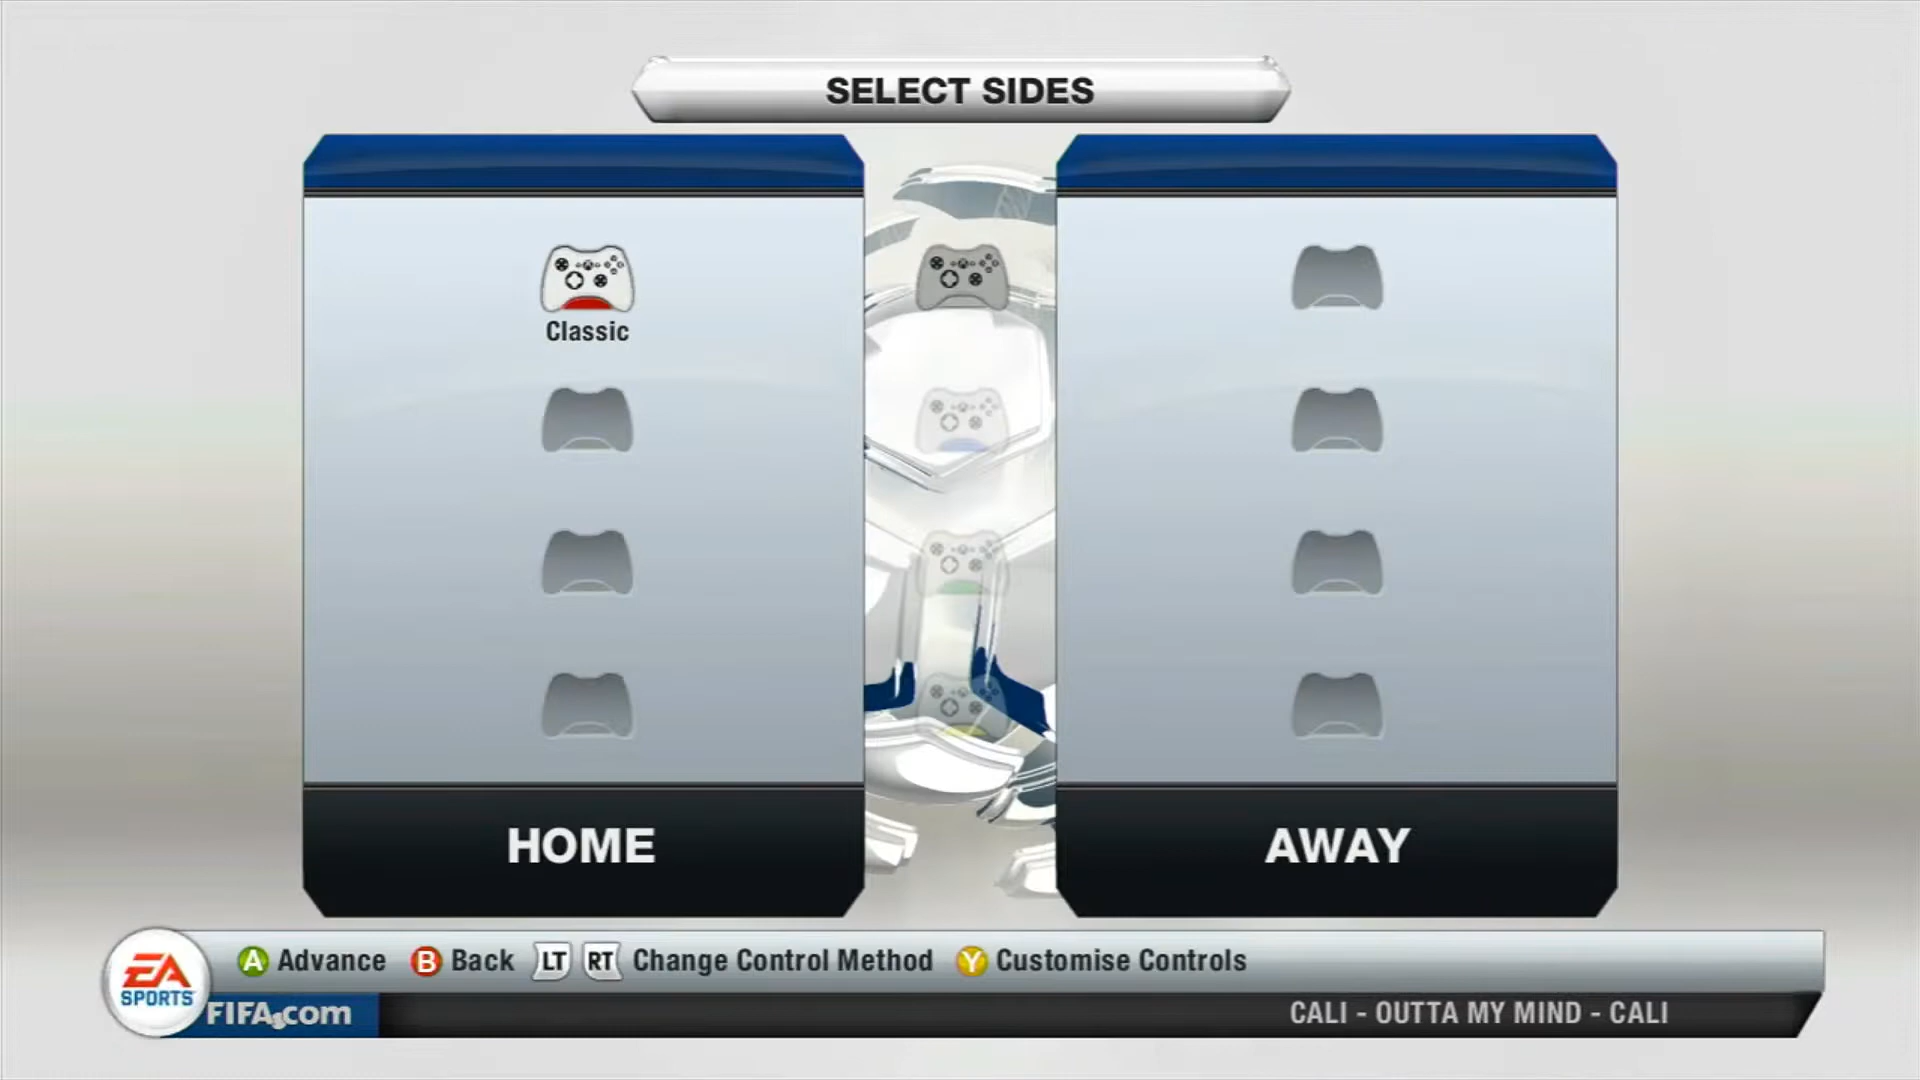 SELECT SIDES
Classic
HOME
AWAY
A Advance B Back LT RT Change Control Method Y Customise Controls
EA
SPORTS
FIFA.com
CALI - OUTTA MY MIND - CALI